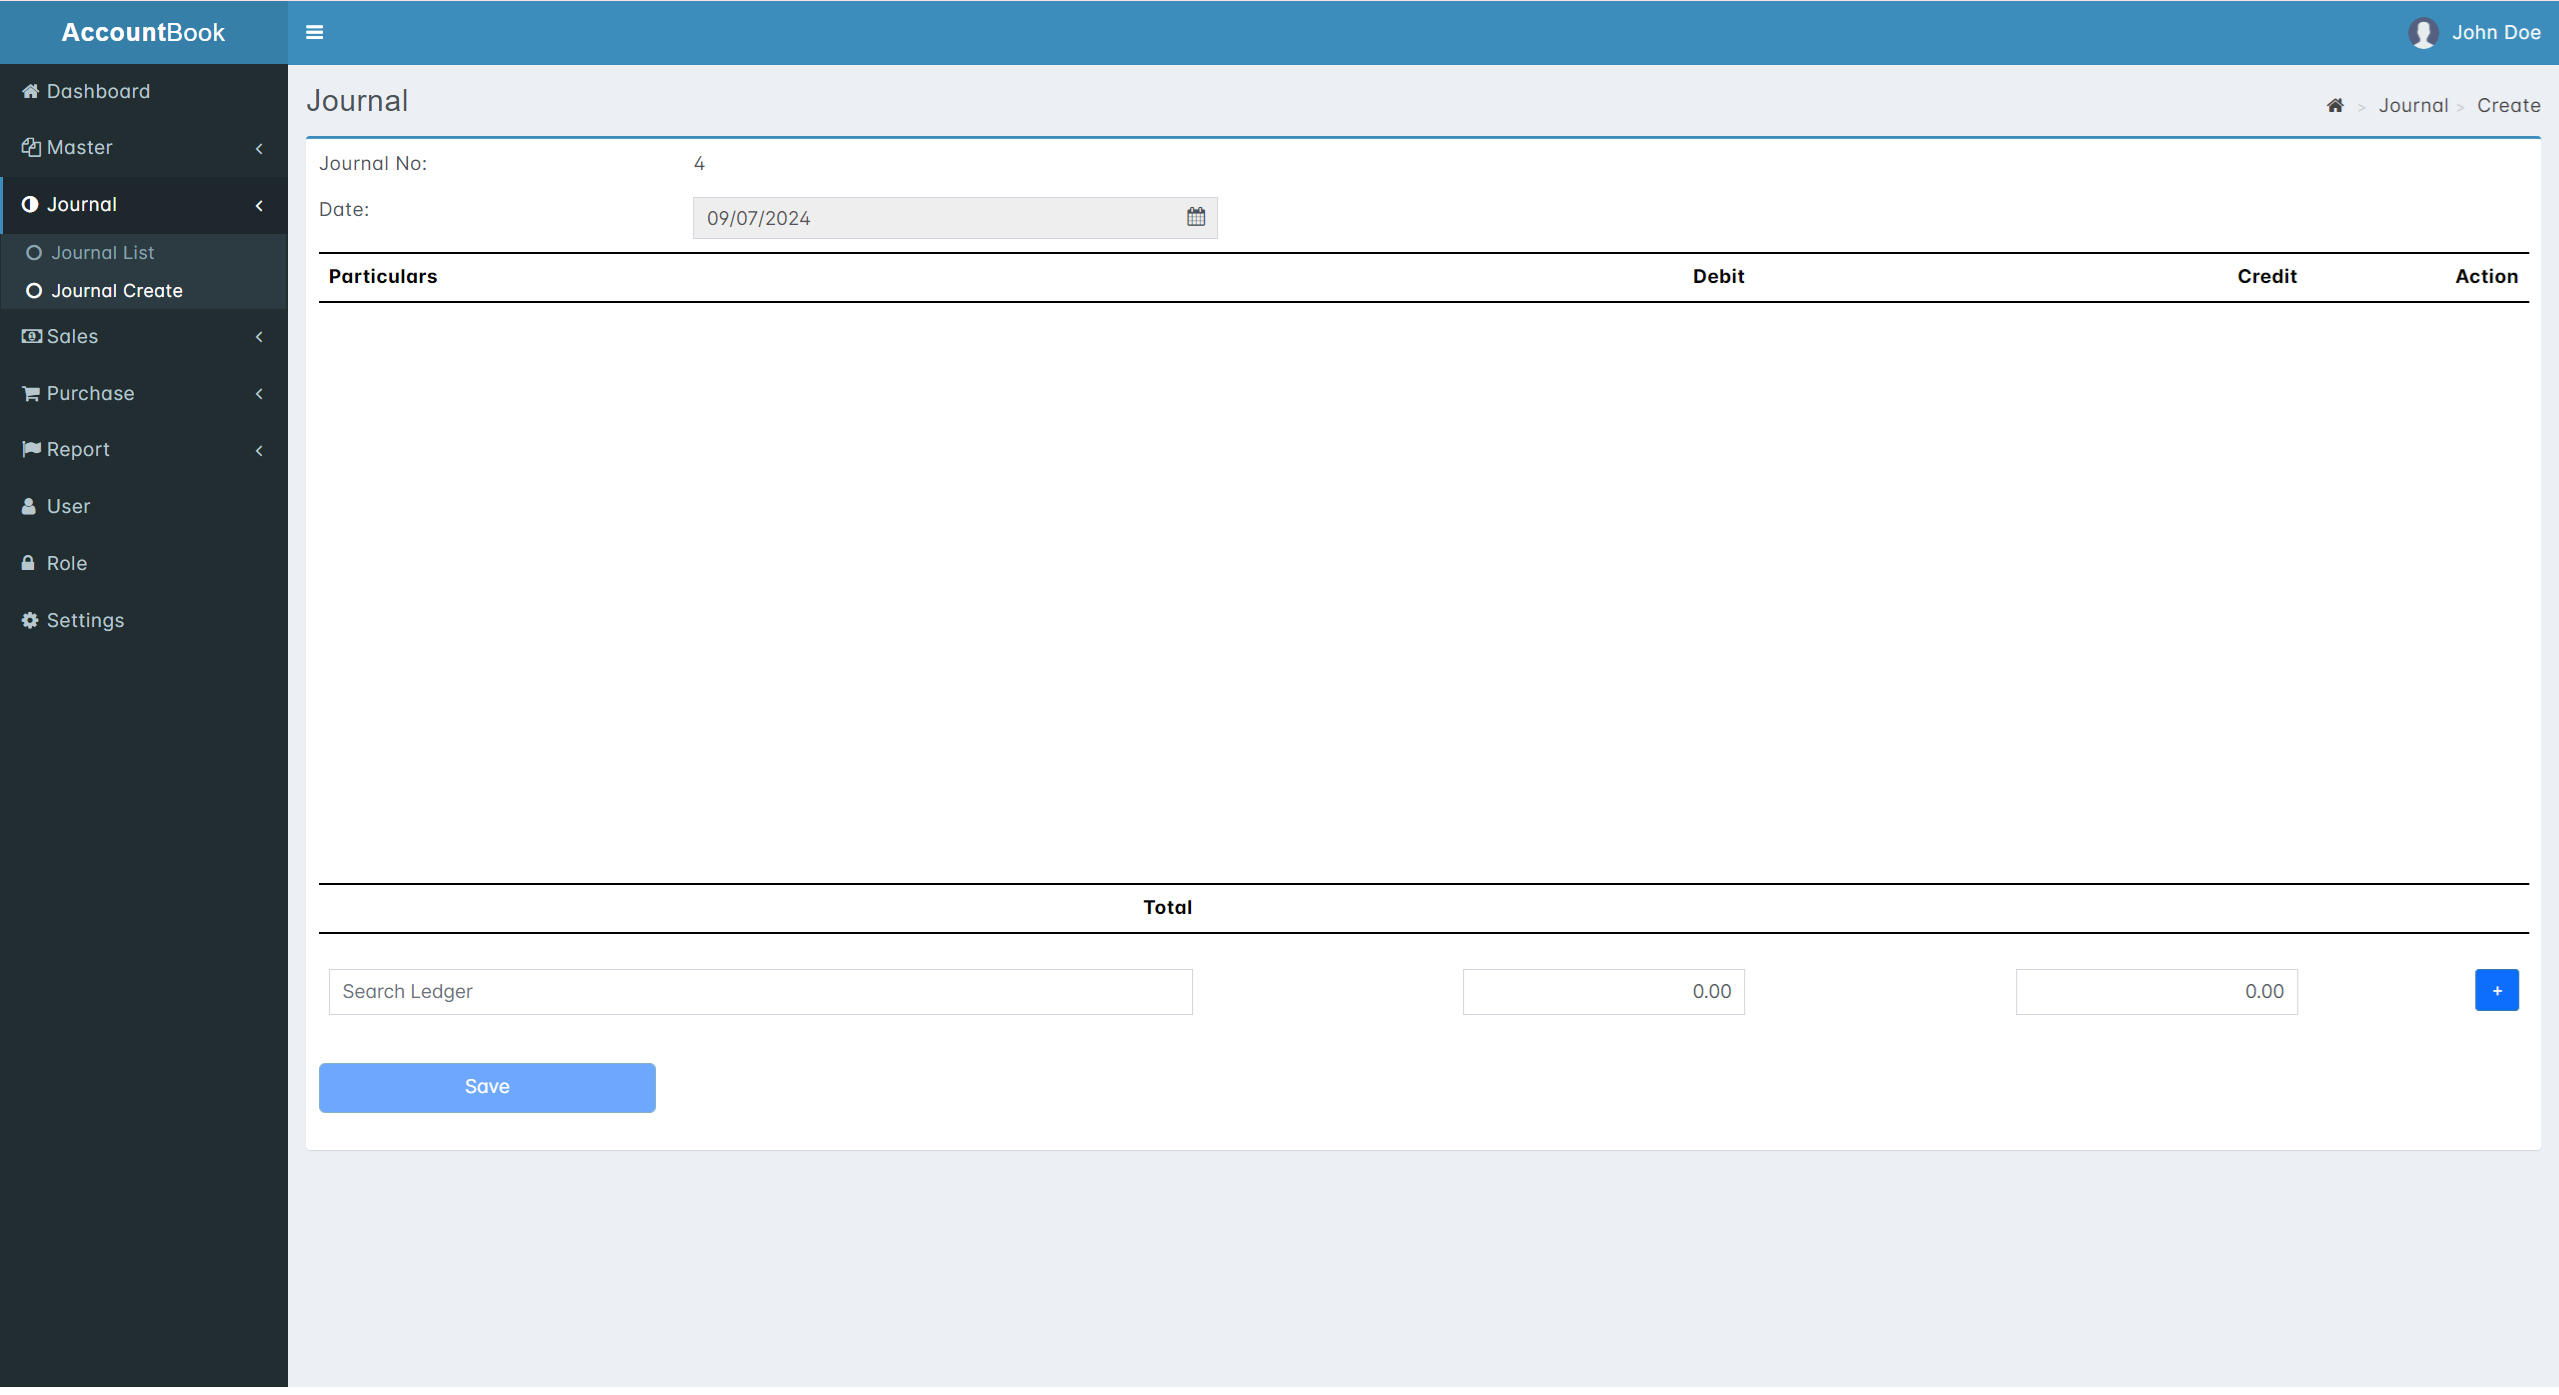 AccountBook
John Doe
Dashboard
Master
Journal
Journal List
Journal Create
Sales
Purchase
Report
User
Role
Settings
Journal
> Journal > Create
Journal No: 4
Date: 09/07/2024
Particulars Debit Credit Action
Total
Search Ledger 0.00 0.00 +
Save